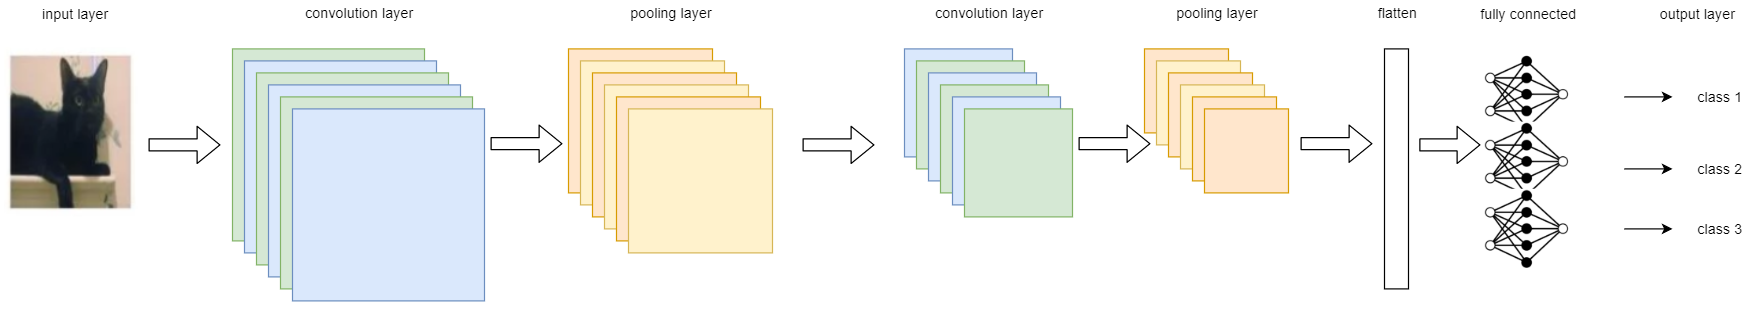 input layer
convolution layer
pooling layer
convolution layer
pooling layer
flatten
fully connected
output layer
class 1
class 2
class 3